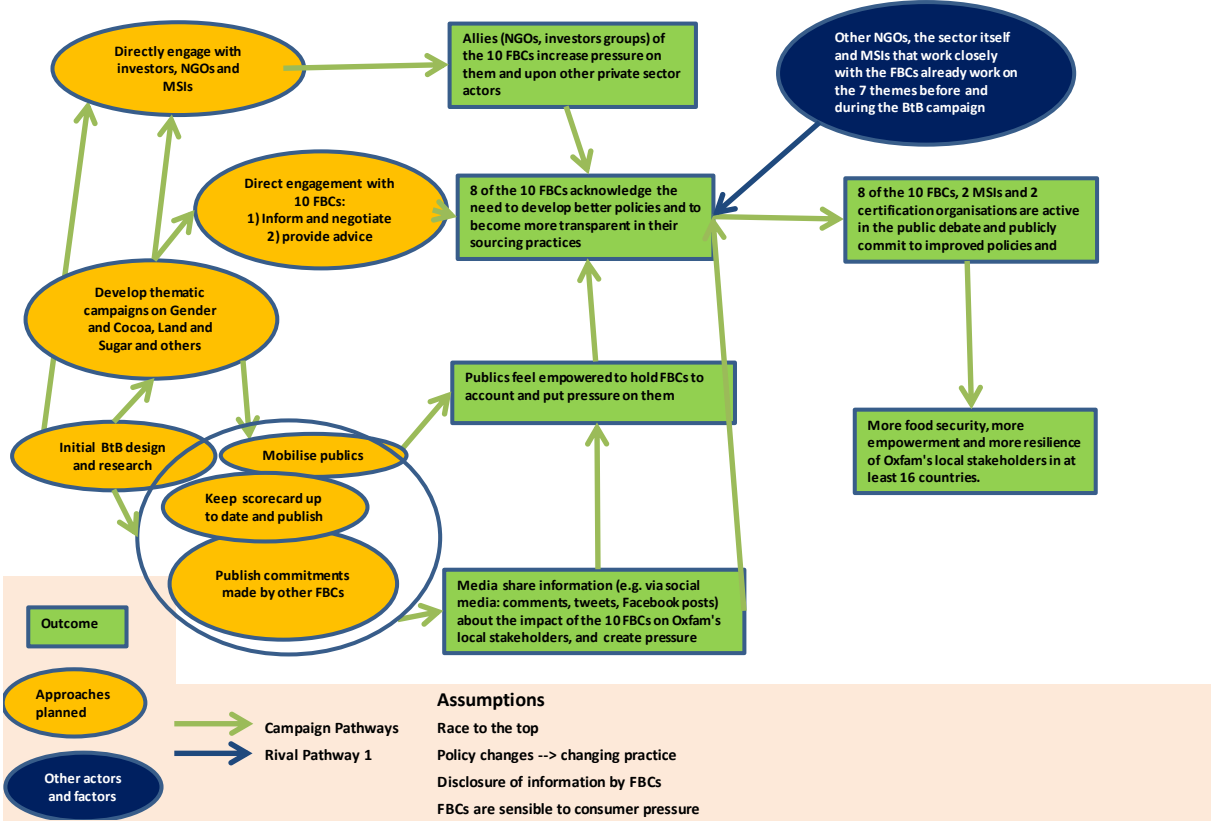 Directly engage with
investors, NGOs and
MSIs
Allies (NGOs, investors groups) of
the 10 FBCs increase pressure on
them and upon other private sector
actors
Other NGOs, the sector itself
and MSIs that work closely
with the FBCs already work on
the 7 themes before and
during the BtB campaign
Direct engagement with
10 FBCs:
1) Inform and negotiate
2) provide advice
8 of the 10 FBCs acknowledge the
need to develop better policies and to
become more transparent in their
sourcing practices
8 of the 10 FBCs, 2 MSIs and 2
certification organisations are active
in the public debate and publicly
commit to improved policies and
Develop thematic
campaigns on Gender
and Cocoa, Land and
Sugar and others
Publics feel empowered to hold FBCs to
account and put pressure on them
More food security, more
empowerment and more resilience
of Oxfam's local stakeholders in at
least 16 countries.
Initial BtB design
and research
Mobilise publics
Keep scorecard up
to date and publish
Publish commitments
made by other FBCs
Media share information (e.g. via social
media: comments, tweets, Facebook posts)
about the impact of the 10 FBCs on Oxfam's
local stakeholders, and create pressure
Outcome
Approaches
planned
Other actors
and factors
Campaign Pathways
Rival Pathway 1
Assumptions
Race to the top
Policy changes --> changing practice
Disclosure of information by FBCs
FBCs are sensible to consumer pressure